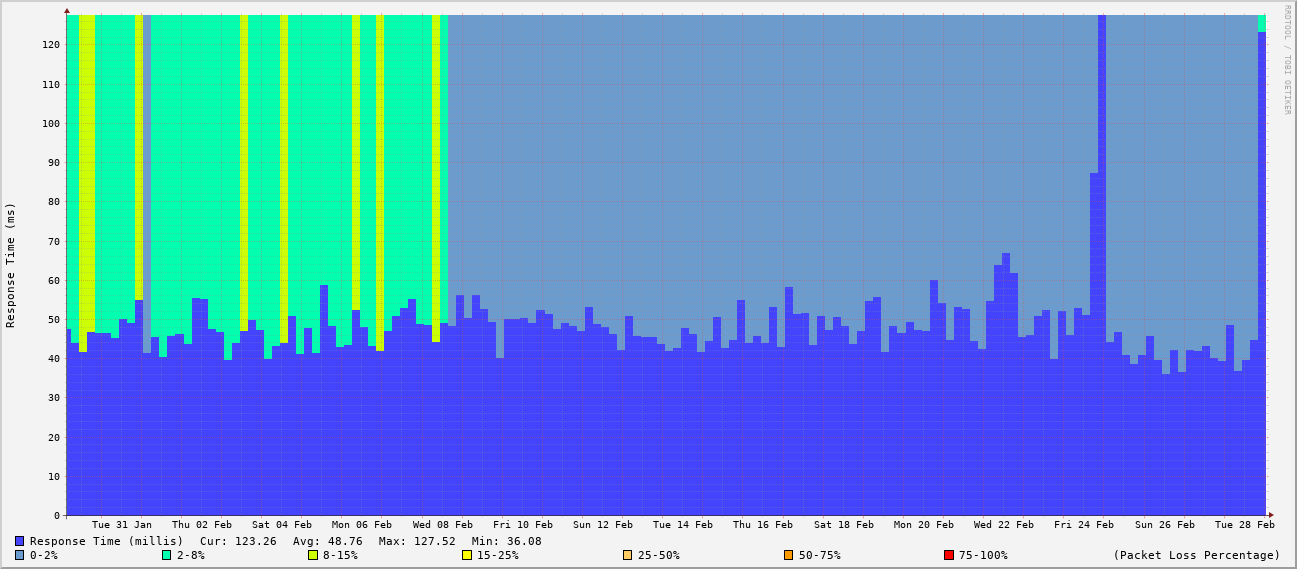 RRDTOOL / TOBI OETIKER
Response Time (ms)
120
110
100
90
80
70
60
50
40
30
20
10
0
Tue 31 Jan Thu 02 Feb Sat 04 Feb Mon 06 Feb Wed 08 Feb Fri 10 Feb Sun 12 Feb Tue 14 Feb Thu 16 Feb Sat 18 Feb Mon 20 Feb Wed 22 Feb Fri 24 Feb Sun 26 Feb Tue 28 Feb
Response Time (millis) Cur: 123.26 Avg: 48.76 Max: 127.52 Min: 36.08
0-2% 2-8% 8-15% 15-25% 25-50% 50-75% 75-100% (Packet Loss Percentage)